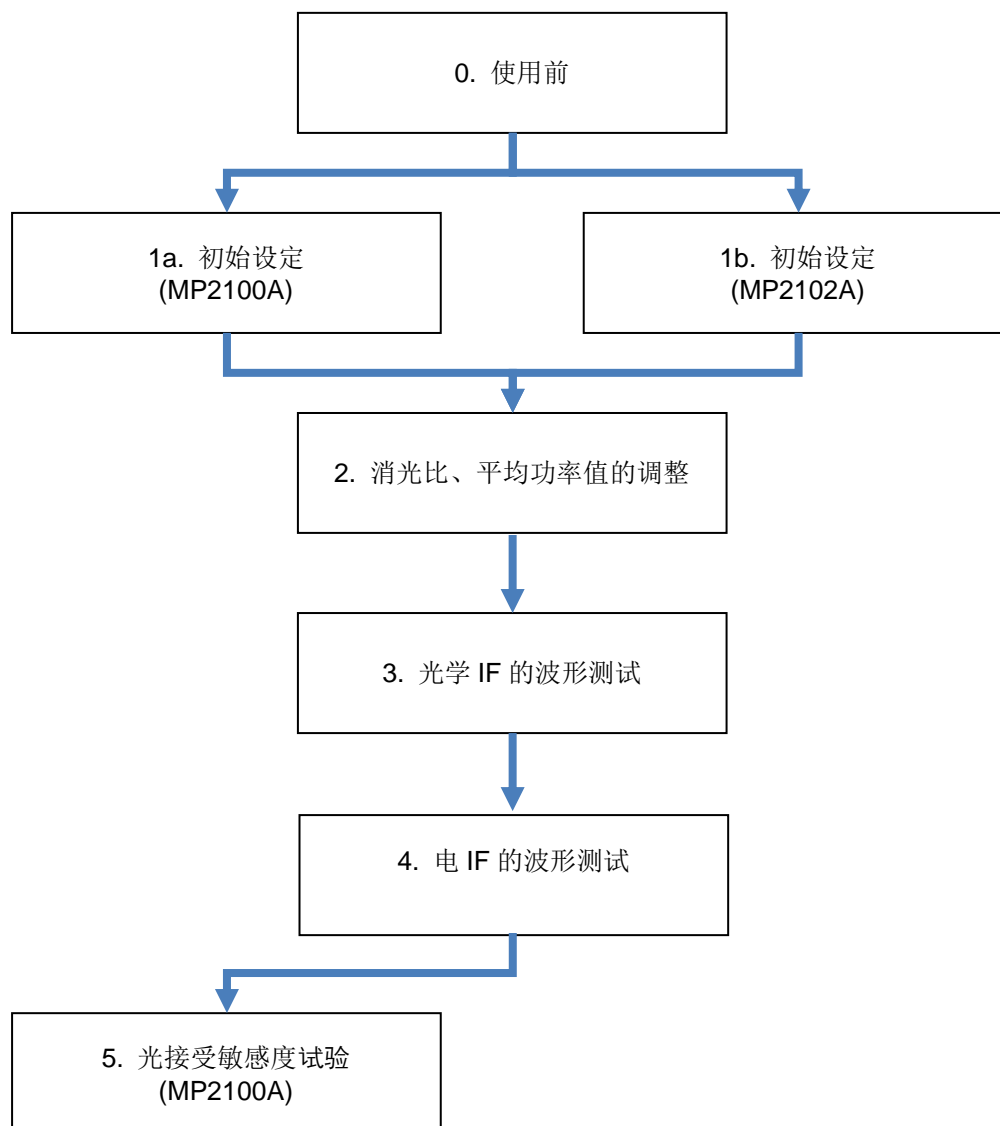 0. 使用前
1a. 初始设定
(MP2100A)
1b. 初始设定
(MP2102A)
2. 消光比、平均功率值的调整
3. 光学 IF 的波形测试
4. 电 IF 的波形测试
5. 光接受敏感度试验
(MP2100A)